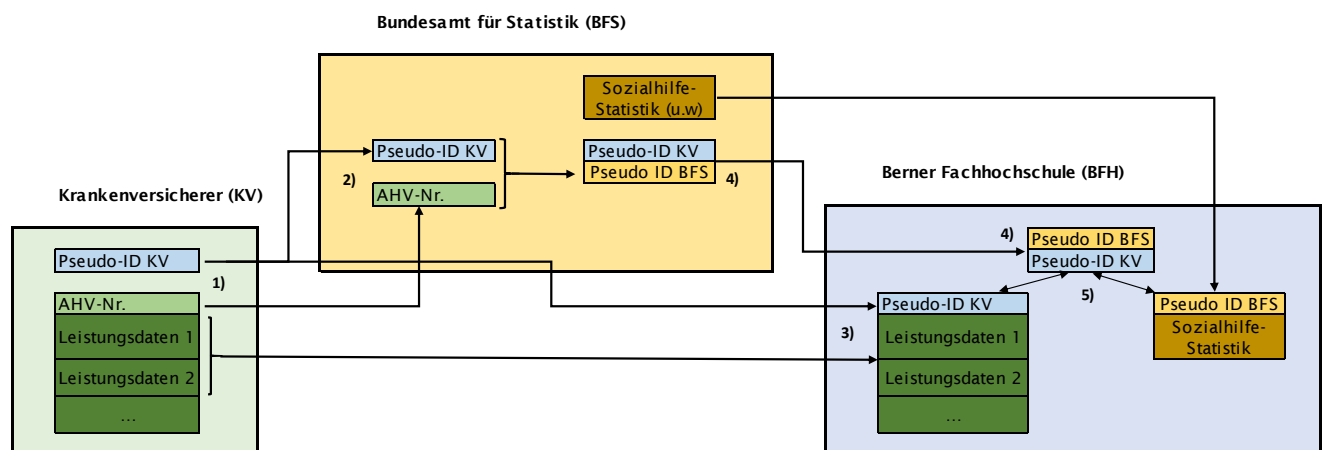 Bundesamt für Statistik (BFS)
Sozialhilfe-
Statistik (u.w)
Pseudo-ID KV
2)
AHV-Nr.
Pseudo-ID KV
Pseudo ID BFS
4)
Krankenversicherer (KV)
Pseudo-ID KV
1)
AHV-Nr.
Leistungsdaten 1
Leistungsdaten 2
...
Berner Fachhochschule (BFH)
4)
Pseudo ID BFS
Pseudo-ID KV
5)
Pseudo-ID KV
3)
Leistungsdaten 1
Leistungsdaten 2
...
Pseudo ID BFS
Sozialhilfe-
Statistik